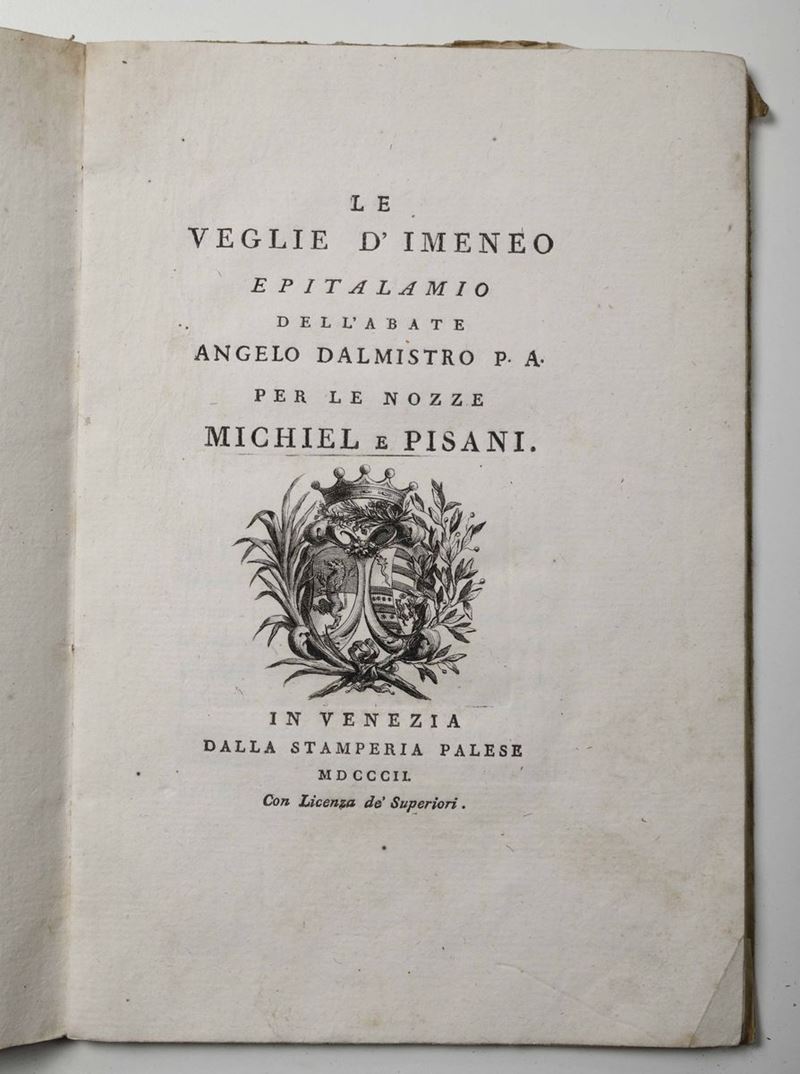 LE
VEGLIE D' IMENEO
EPITALAMIO
DELL'ABATE
ANGELO DALMISTRO P. A.
PER LE NOZZE
MICHIEL E PISANI.
IN VENEZIA
DALLA STAMPERIA PALESE
MDCCCII.
Con Licenza de' Superiori.